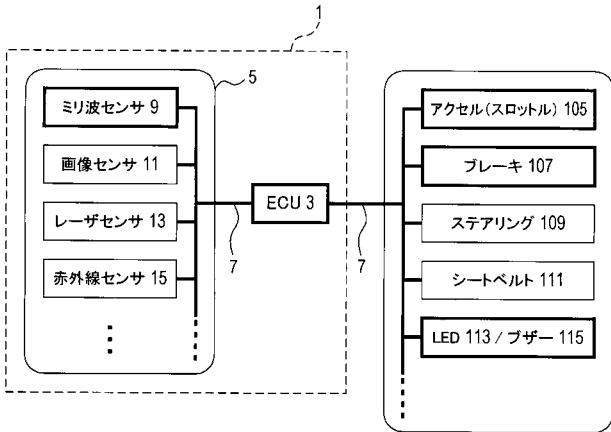 1
5
ミリ波センサ 9
画像センサ 11
レーザセンサ 13
赤外線センサ 15
7
ECU 3
7
アクセル(スロットル) 105
ブレーキ 107
ステアリング 109
シートベルト 111
LED 113 / ブザー 115